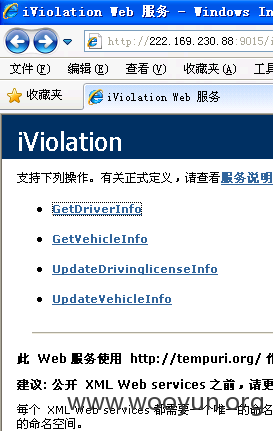 iViolation Web 服务 - Windows In
http://222.169.230.88:9015/i
文件(F) 编辑(E) 查看(V) 收藏夹(A) 工具
收藏夹 iViolation Web 服务
iViolation
支持下列操作。有关正式定义，请查看服务说明
GetDriverInfo
GetVehicleInfo
UpdateDrivinglicenseInfo
UpdateVehicleInfo
此 Web 服务使用 http://tempuri.org/ 作
建议: 公开 XML Web services 之前，请更
每个 XML Web services 都需要一个唯一的命名
的命名空间。
www.wooyun.org